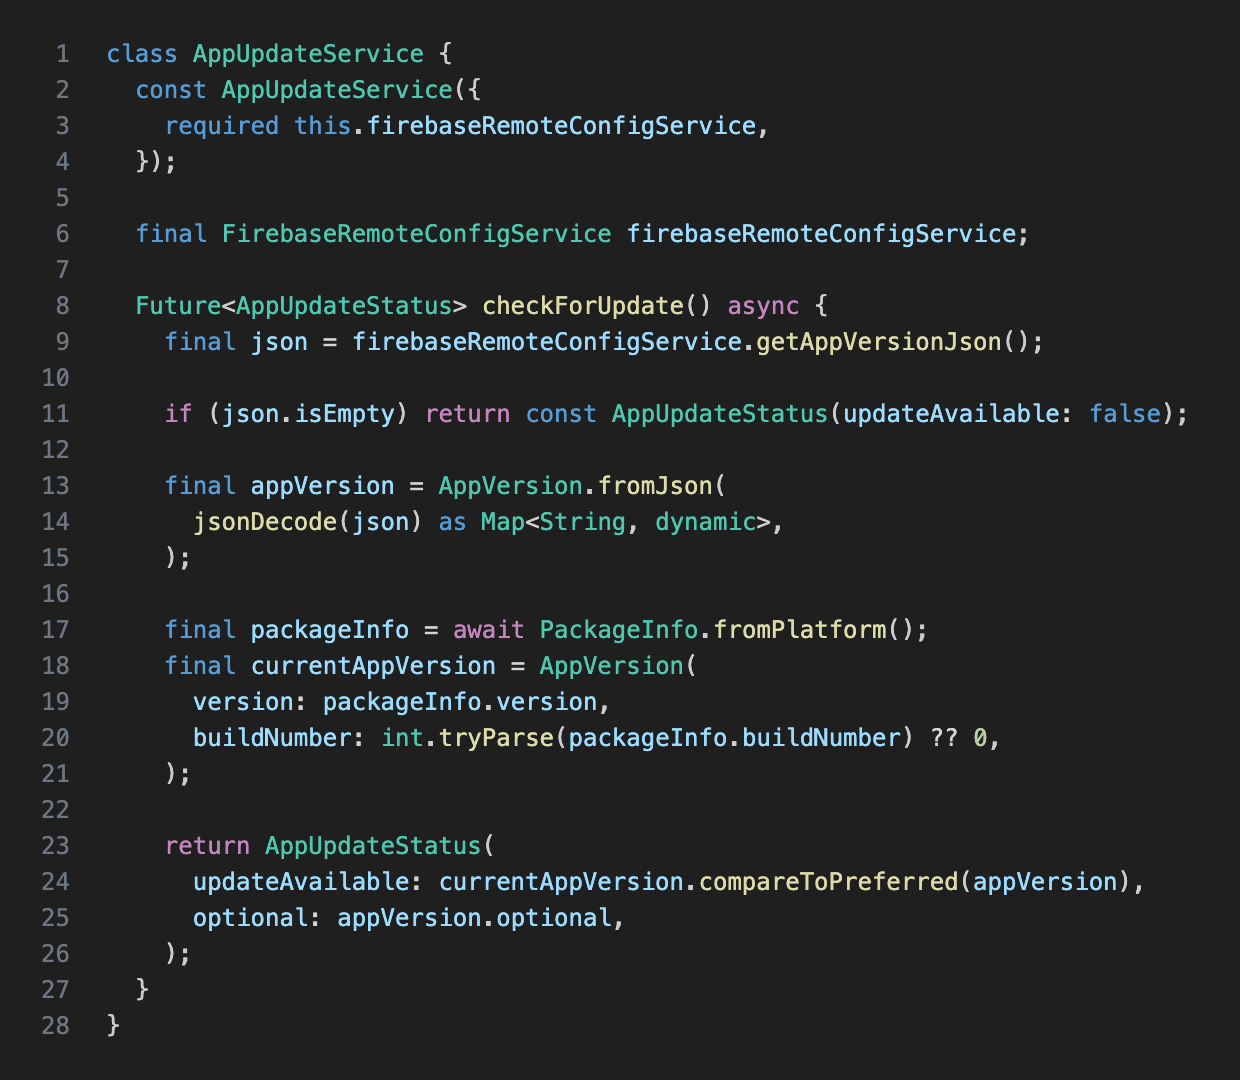 1 class AppUpdateService {
2   const AppUpdateService({
3     required this.firebaseRemoteConfigService,
4   });
5
6   final FirebaseRemoteConfigService firebaseRemoteConfigService;
7
8   Future<AppUpdateStatus> checkForUpdate() async {
9     final json = firebaseRemoteConfigService.getAppVersionJson();
10
11     if (json.isEmpty) return const AppUpdateStatus(updateAvailable: false);
12
13     final appVersion = AppVersion.fromJson(
14       jsonDecode(json) as Map<String, dynamic>,
15     );
16
17     final packageInfo = await PackageInfo.fromPlatform();
18     final currentAppVersion = AppVersion(
19       version: packageInfo.version,
20       buildNumber: int.tryParse(packageInfo.buildNumber) ?? 0,
21     );
22
23     return AppUpdateStatus(
24       updateAvailable: currentAppVersion.compareToPreferred(appVersion),
25       optional: appVersion.optional,
26     );
27   }
28 }